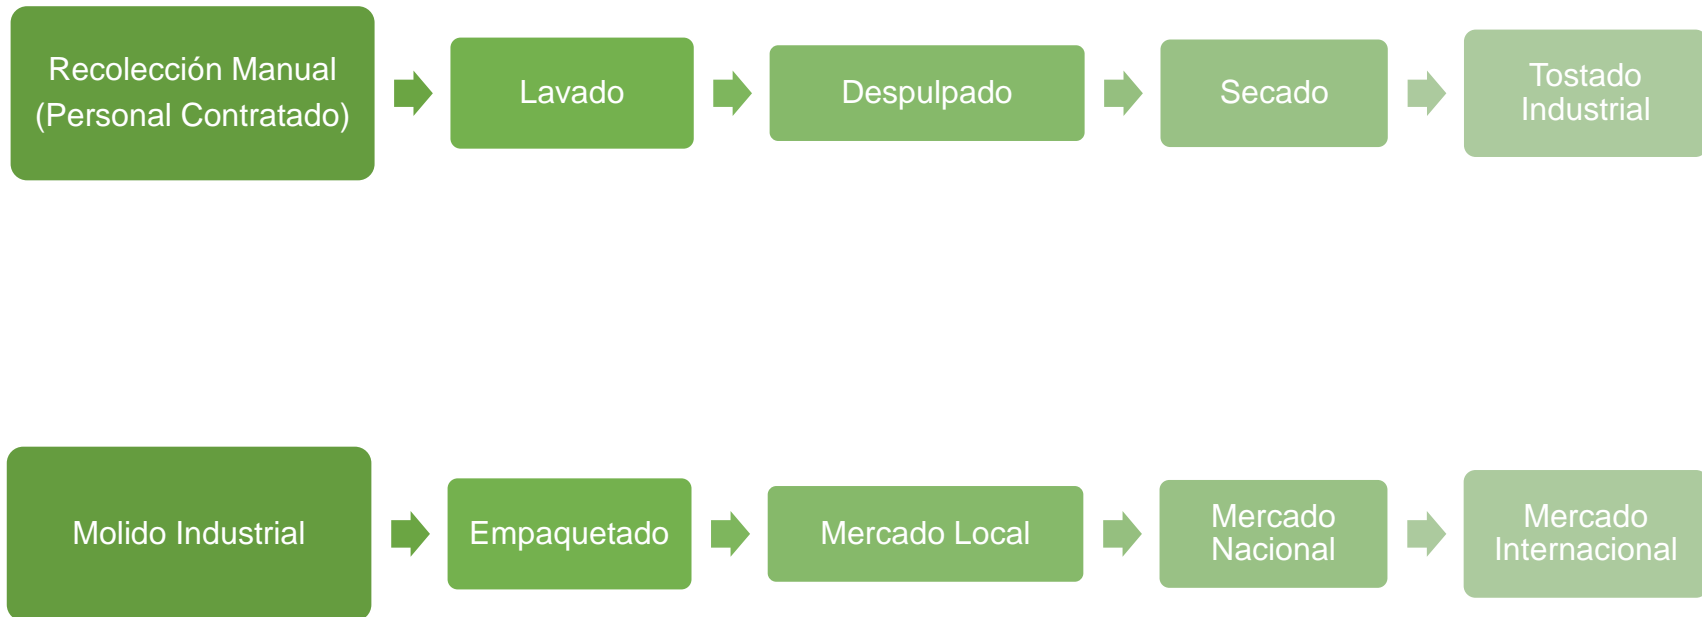 Recolección Manual
(Personal Contratado)
Lavado
Despulpado
Secado
Tostado
Industrial
Molido Industrial
Empaquetado
Mercado Local
Mercado
Nacional
Mercado
Internacional